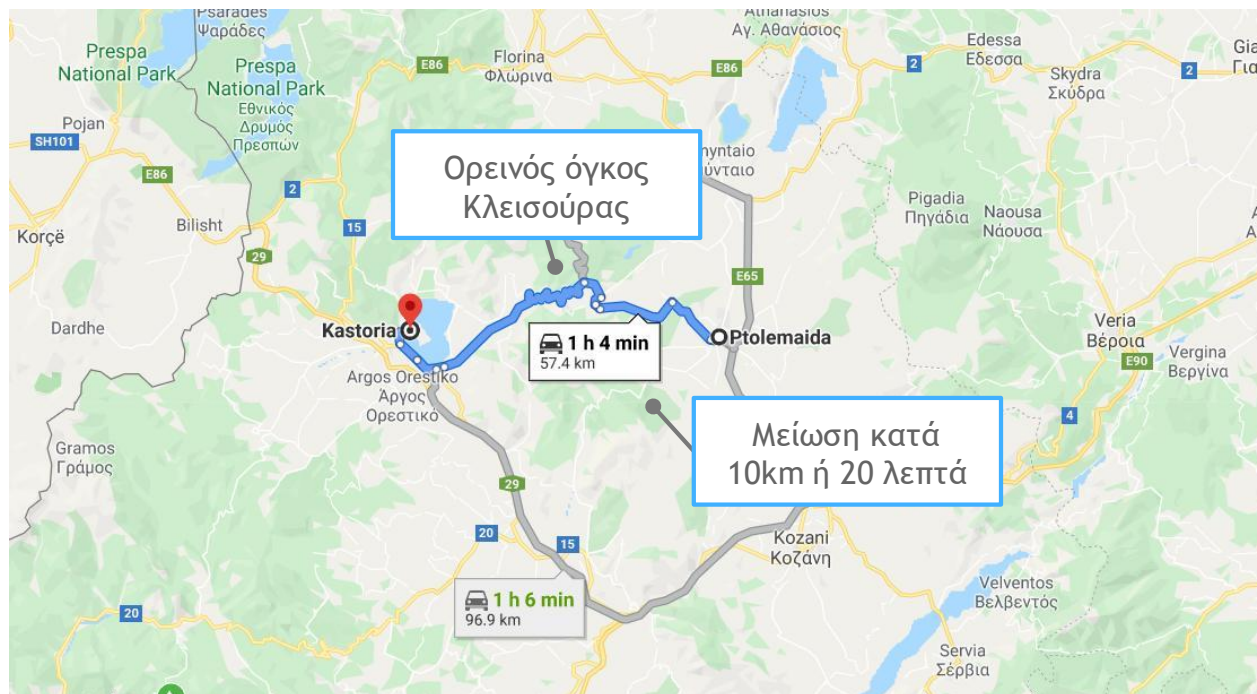 Psarades
Ψαράδες
Αγ. Αθανάσιος
Prespa
National Park
Prespa
National Park
Εθνικός
Δρυμός
Πρεσπών
Florina
Φλώρινα
E86
E86
2
Edessa
Έδεσσα
Skydra
Σκύδρα
2
Pojan
SH101
E86
2
15
Bilisht
Korçë
29
Ορεινός όγκος
Κλεισούρας
Pigadia
Πηγάδια
Naousa
Νάουσα
E65
Dardhe
Kastoria
1 h 4 min
57.4 km
Ptolemaida
Veria
Βέροια
Vergina
Βεργίνα
E90
Argos Orestiko
Άργος
Ορεστικό
4
Μείωση κατά
10km ή 20 λεπτά
Gramos
Γράμος
29
20
15
Kozani
Κοζάνη
1 h 6 min
96.9 km
20
Velventos
Βελβεντός
Servia
Σέρβια